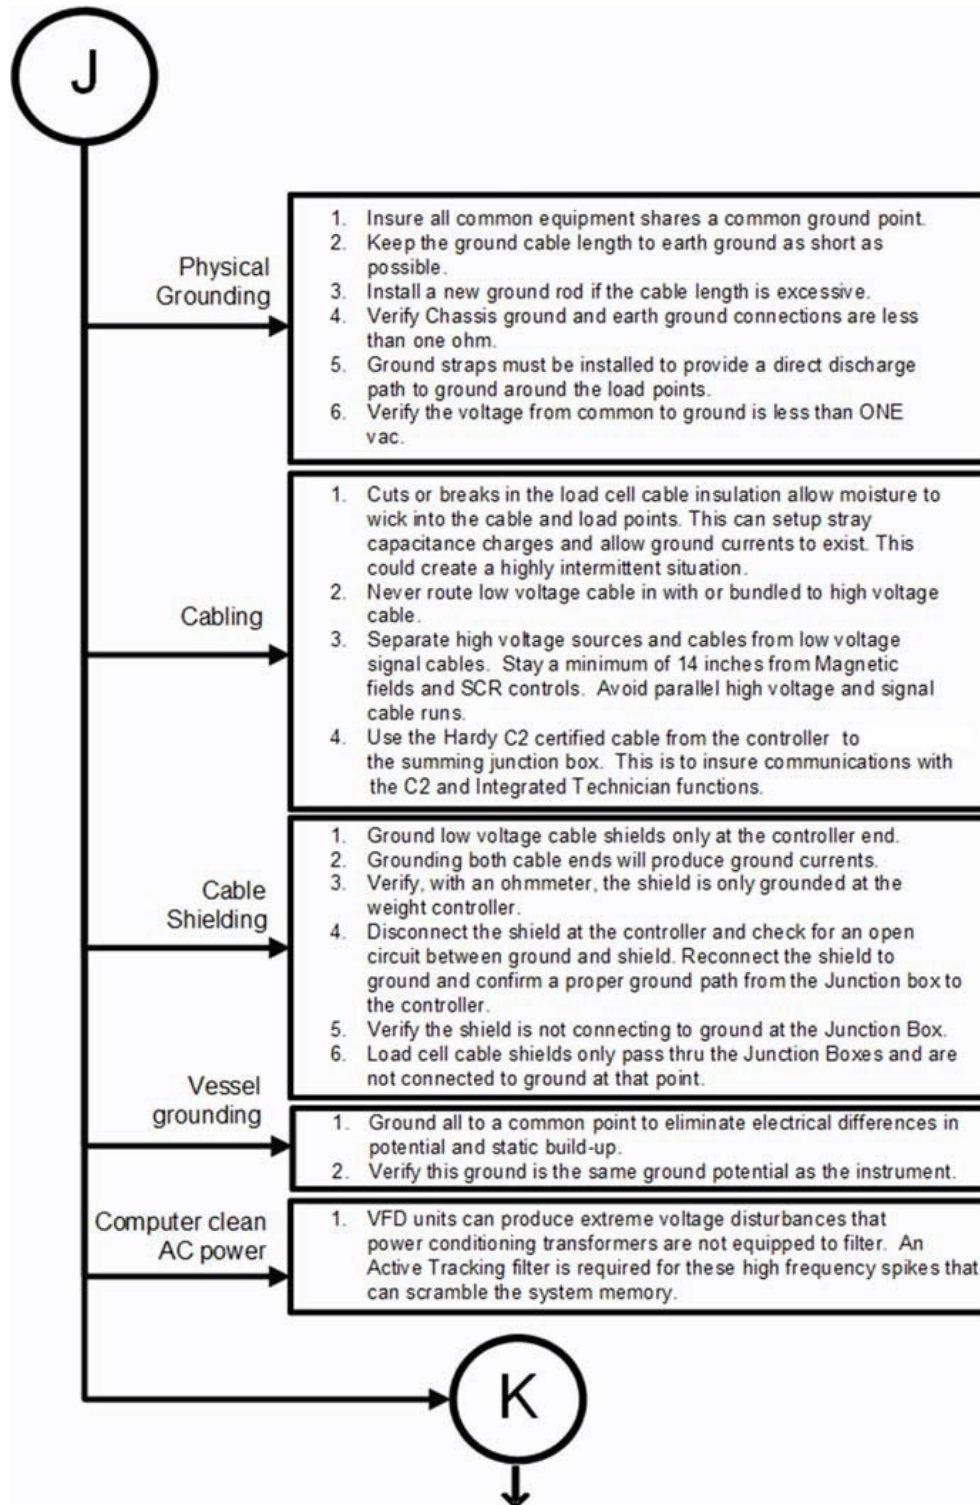 J
Physical
Grounding
1. Insure all common equipment shares a common ground point.
2. Keep the ground cable length to earth ground as short as
possible.
3. Install a new ground rod if the cable length is excessive.
4. Verify Chassis ground and earth ground connections are less
than one ohm.
5. Ground straps must be installed to provide a direct discharge
path to ground around the load points.
6. Verify the voltage from common to ground is less than ONE
vac.
Cabling
1. Cuts or breaks in the load cell cable insulation allow moisture to
wick into the cable and load points. This can setup stray
capacitance charges and allow ground currents to exist. This
could create a highly intermittent situation.
2. Never route low voltage cable in with or bundled to high voltage
cable.
3. Separate high voltage sources and cables from low voltage
signal cables. Stay a minimum of 14 inches from Magnetic
fields and SCR controls. Avoid parallel high voltage and signal
cable runs.
4. Use the Hardy C2 certified cable from the controller to
the summing junction box. This is to insure communications with
the C2 and Integrated Technician functions.
Cable
Shielding
1. Ground low voltage cable shields only at the controller end.
2. Grounding both cable ends will produce ground currents.
3. Verify, with an ohmmeter, the shield is only grounded at the
weight controller.
4. Disconnect the shield at the controller and check for an open
circuit between ground and shield. Reconnect the shield to
ground and confirm a proper ground path from the Junction box to
the controller.
5. Verify the shield is not connecting to ground at the Junction Box.
6. Load cell cable shields only pass thru the Junction Boxes and are
not connected to ground at that point.
Vessel
grounding
1. Ground all to a common point to eliminate electrical differences in
potential and static build-up.
2. Verify this ground is the same ground potential as the instrument.
Computer clean
AC power
1. VFD units can produce extreme voltage disturbances that
power conditioning transformers are not equipped to filter. An
Active Tracking filter is required for these high frequency spikes that
can scramble the system memory.
K